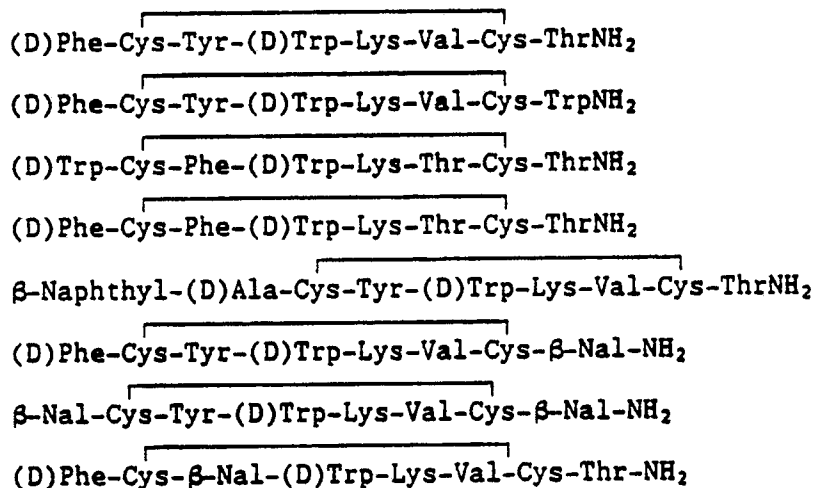 (D)Phe-Cys-Tyr-(D)Trp-Lys-Val-Cys-ThrNH₂
(D)Phe-Cys-Tyr-(D)Trp-Lys-Val-Cys-TrpNH₂
(D)Trp-Cys-Phe-(D)Trp-Lys-Thr-Cys-ThrNH₂
(D)Phe-Cys-Phe-(D)Trp-Lys-Thr-Cys-ThrNH₂
β-Naphthyl-(D)Ala-Cys-Tyr-(D)Trp-Lys-Val-Cys-ThrNH₂
(D)Phe-Cys-Tyr-(D)Trp-Lys-Val-Cys-β-Nal-NH₂
β-Nal-Cys-Tyr-(D)Trp-Lys-Val-Cys-β-Nal-NH₂
(D)Phe-Cys-β-Nal-(D)Trp-Lys-Val-Cys-Thr-NH₂